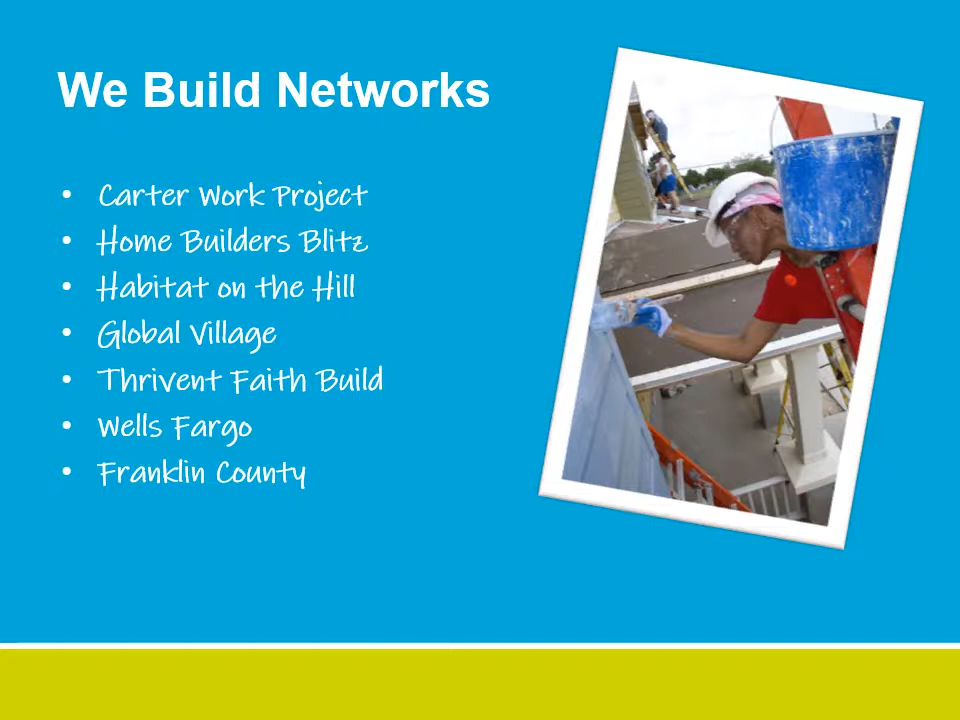 We Build Networks
• Carter Work Project
• Home Builders Blitz
• Habitat on the Hill
• Global Village
• Thrivent Faith Build
• Wells Fargo
• Franklin County